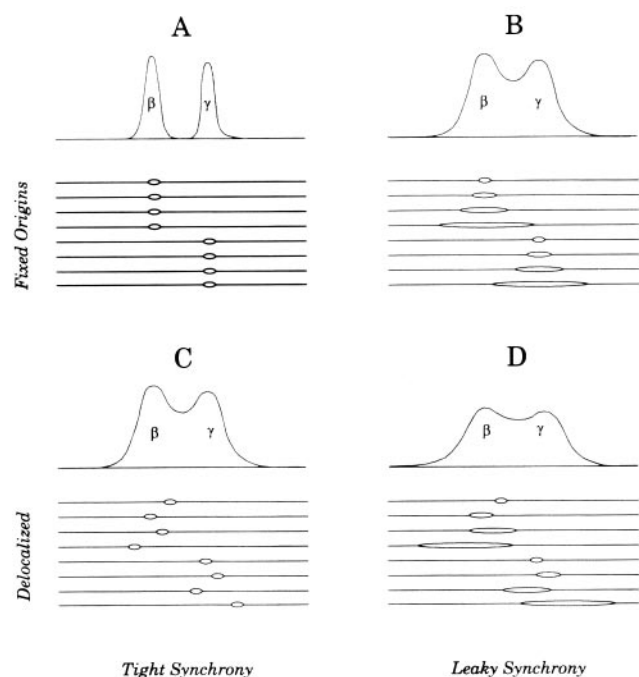 A
B
β γ
β γ
Fixed Origins
C
D
β γ
β γ
Delocalized
Tight Synchrony
Leaky Synchrony